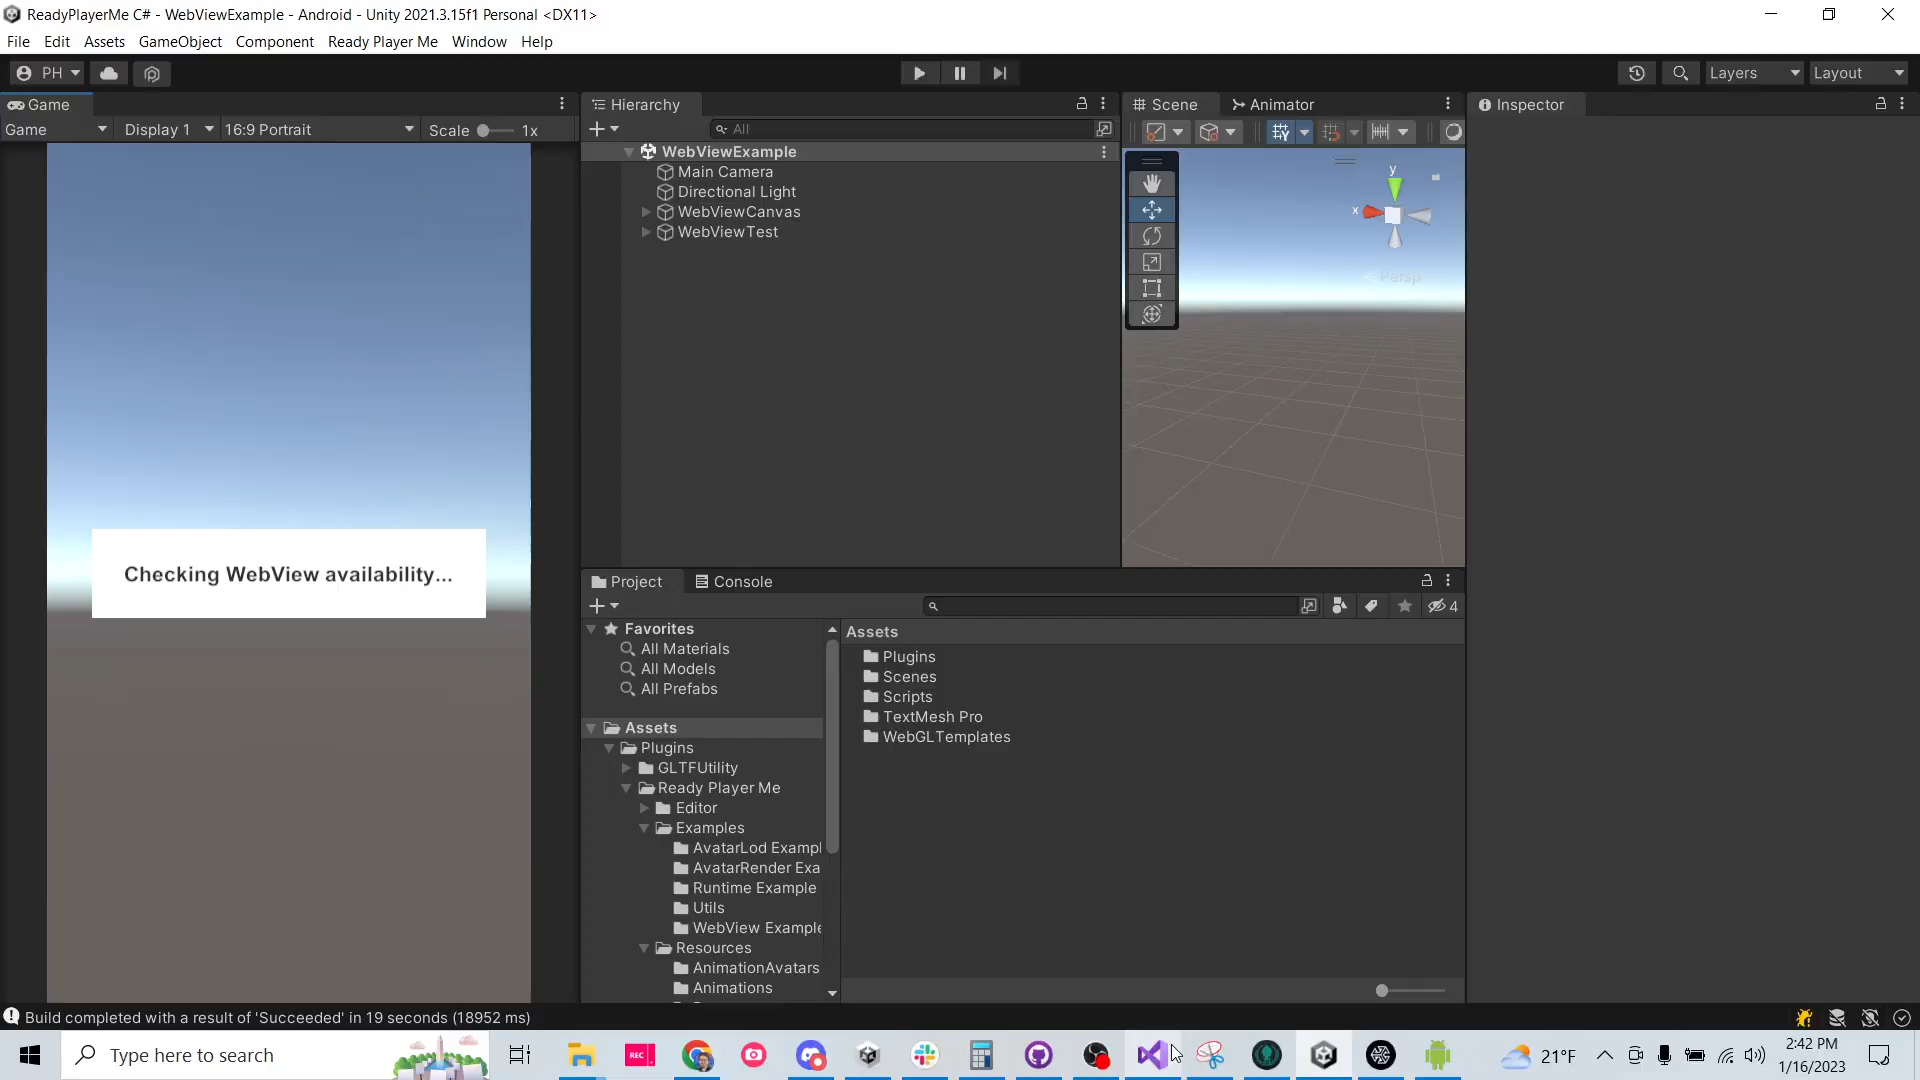 ReadyPlayerMe C# - WebViewExample - Android - Unity 2021.3.15f1 Personal <DX11>
File Edit Assets GameObject Component Ready Player Me Window Help
PH Layers Layout
Game
Game Display 1 16:9 Portrait Scale 1x
Checking WebView availability...
Hierarchy
All
WebViewExample
Main Camera
Directional Light
WebViewCanvas
WebViewTest
Scene Animator
y
x
Persp
Inspector
Project Console
4
Favorites
All Materials
All Models
All Prefabs
Assets
Plugins
GLTFUtility
Ready Player Me
Editor
Examples
AvatarLod Exampl
AvatarRender Exa
Runtime Example
Utils
WebView Example
Resources
AnimationAvatars
Animations
Assets
Plugins
Scenes
Scripts
TextMesh Pro
WebGLTemplates
Build completed with a result of 'Succeeded' in 19 seconds (18952 ms)
Type here to search
REC
21°F
2:42 PM
1/16/2023